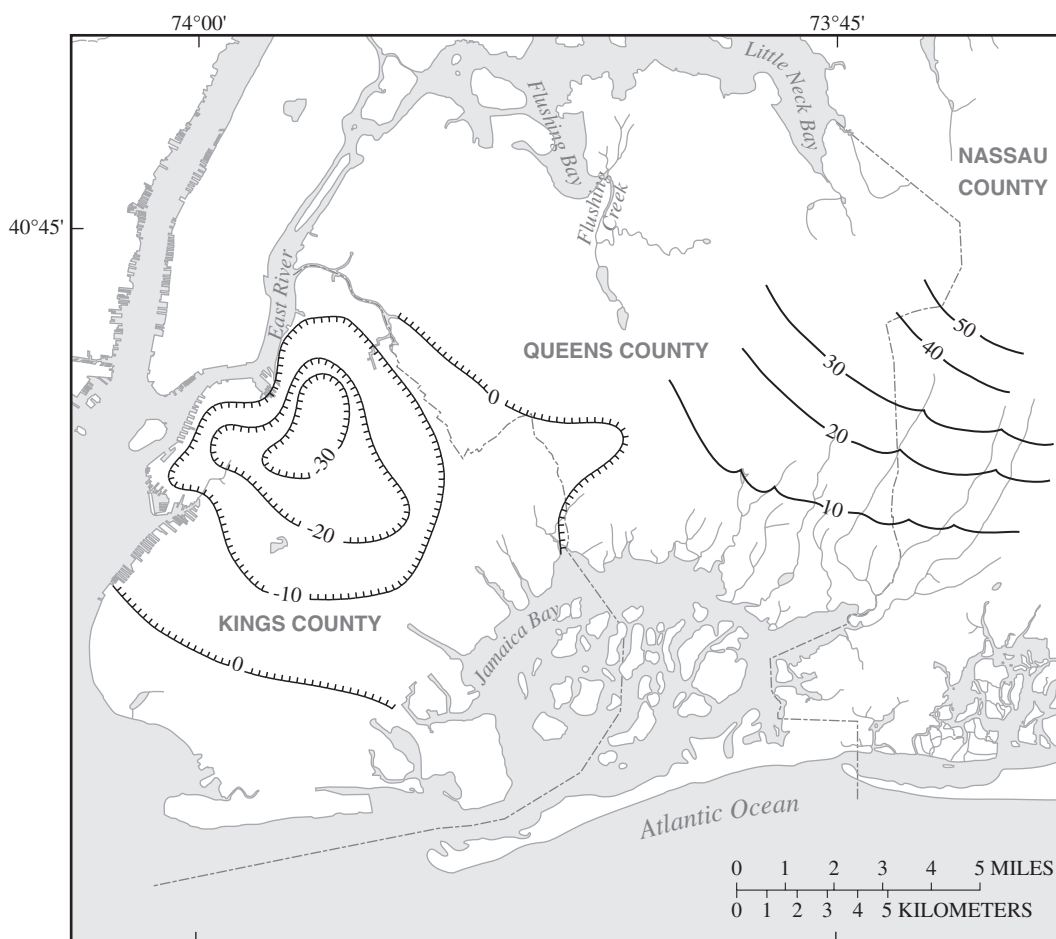 74°00' 73°45'
Little Neck Bay
Flushing Bay
NASSAU
COUNTY
Flushing
Creek
40°45'
East River
50
QUEENS COUNTY
40
30
0
20
-30
10
-20
-10
KINGS COUNTY
Jamaica Bay
0
Atlantic Ocean
0 1 2 3 4 5 MILES
0 1 2 3 4 5 KILOMETERS